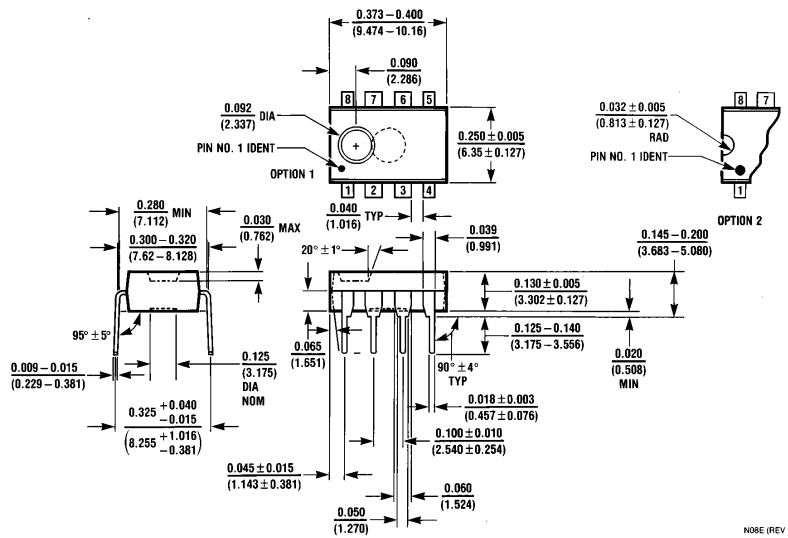 0.373 – 0.400
(9.474 – 10.16)
0.090
(2.286)
8 7 6 5
0.092 DIA
(2.337)
PIN NO. 1 IDENT
OPTION 1
0.250 ± 0.005
(6.35 ± 0.127)
1 2 3 4
0.032 ± 0.005
(0.813 ± 0.127)
RAD
PIN NO. 1 IDENT
8 7
1
OPTION 2
0.280 MIN
(7.112)
0.300 – 0.320
(7.62 – 8.128)
0.030 MAX
(0.762)
0.040 TYP
(1.016)
0.039
(0.991)
20° ± 1°
0.145 – 0.200
(3.683 – 5.080)
0.130 ± 0.005
(3.302 ± 0.127)
95° ± 5°
0.009 – 0.015
(0.229 – 0.381)
0.125
(3.175)
DIA
NOM
0.065
(1.651)
0.125 – 0.140
(3.175 – 3.556)
90° ± 4°
TYP
0.020
(0.508)
MIN
0.325 +0.040 −0.015
(8.255 +1.016 −0.381)
0.018 ± 0.003
(0.457 ± 0.076)
0.100 ± 0.010
(2.540 ± 0.254)
0.045 ± 0.015
(1.143 ± 0.381)
0.060
(1.524)
0.050
(1.270)
N08E (REV